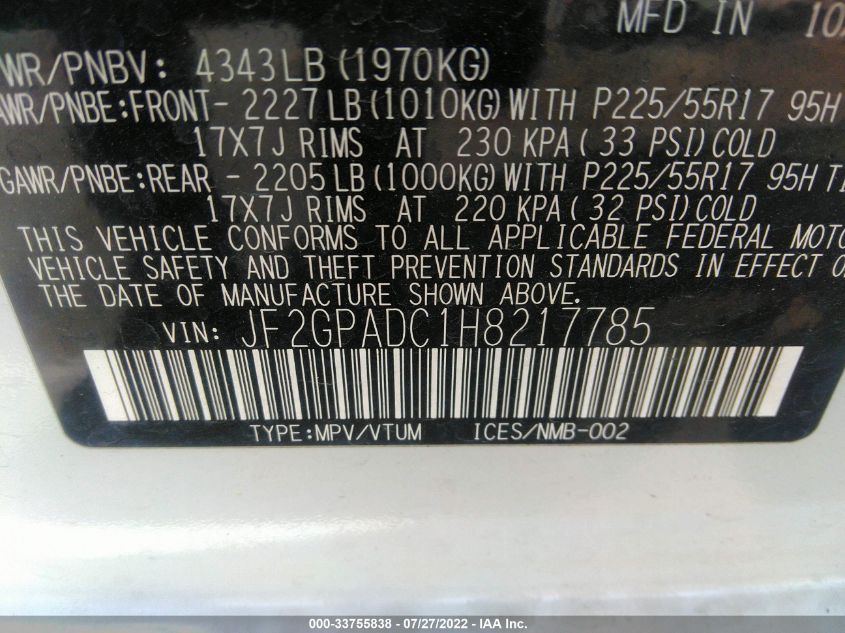 MFD IN 10
WR/PNBV: 4343LB (1970KG)
AWR/PNBE:FRONT- 2227 LB (1010KG) WITH P225/55R17 95H
17X7J RIMS AT 230 KPA ( 33 PSI) COLD
GAWR/PNBE:REAR - 2205 LB (1000KG) WITH P225/55R17 95H TI
17X7J RIMS AT 220 KPA ( 32 PSI) COLD
THIS VEHICLE CONFORMS TO ALL APPLICABLE FEDERAL MOTO
VEHICLE SAFETY AND THEFT PREVENTION STANDARDS IN EFFECT O
THE DATE OF MANUFACTURE SHOWN ABOVE.
VIN: JF2GPADC1H8217785
TYPE:MPV/VTUM ICES/NMB-002
000-33755838 - 07/27/2022 - Copyright IAA, Inc.